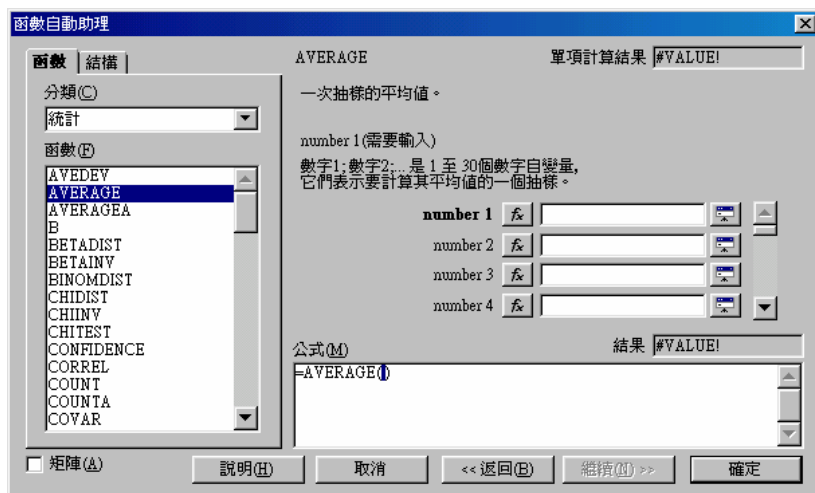 函數自動助理
函數
結構
分類(C)
統計
函數(F)
AVEDEV
AVERAGE
AVERAGEA
B
BETADIST
BETAINV
BINOMDIST
CHIDIST
CHIINV
CHITEST
CONFIDENCE
CORREL
COUNT
COUNTA
COVAR
矩陣(A)
AVERAGE
單項計算結果 #VALUE!
一次抽樣的平均值。
number 1(需要輸入)
數字1; 數字2;... 是 1 至 30個數字自變量,
它們表示要計算其平均值的一個抽樣。
number 1 fx
number 2 fx
number 3 fx
number 4 fx
公式(M)
結果 #VALUE!
=AVERAGE()
說明(H)
取消
<< 返回(B)
繼續(N) >>
確定